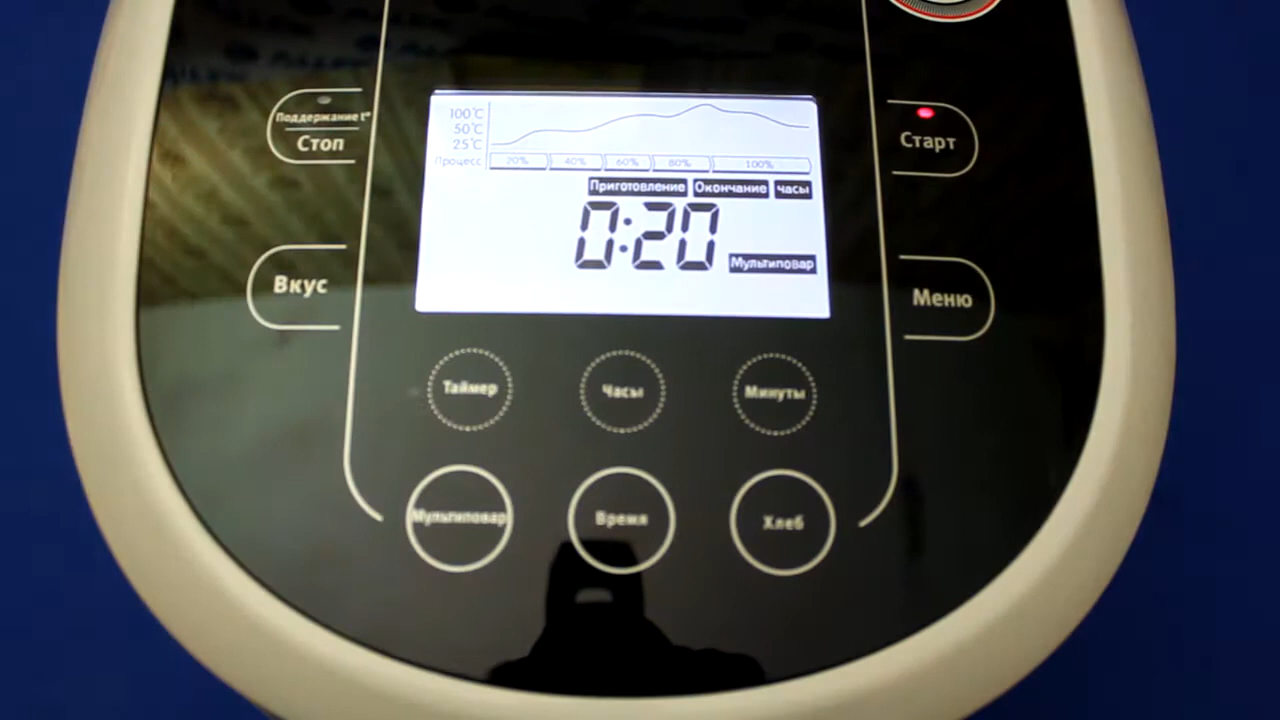 100°C
50°C
25°C
Процесс 20% 40% 60% 80% 100%
Приготовление Окончание часы
0:20
Мультиповар
Поддержание t°
Стоп
Старт
Вкус
Меню
Таймер Часы Минуты
Мультиповар Время Хлеб